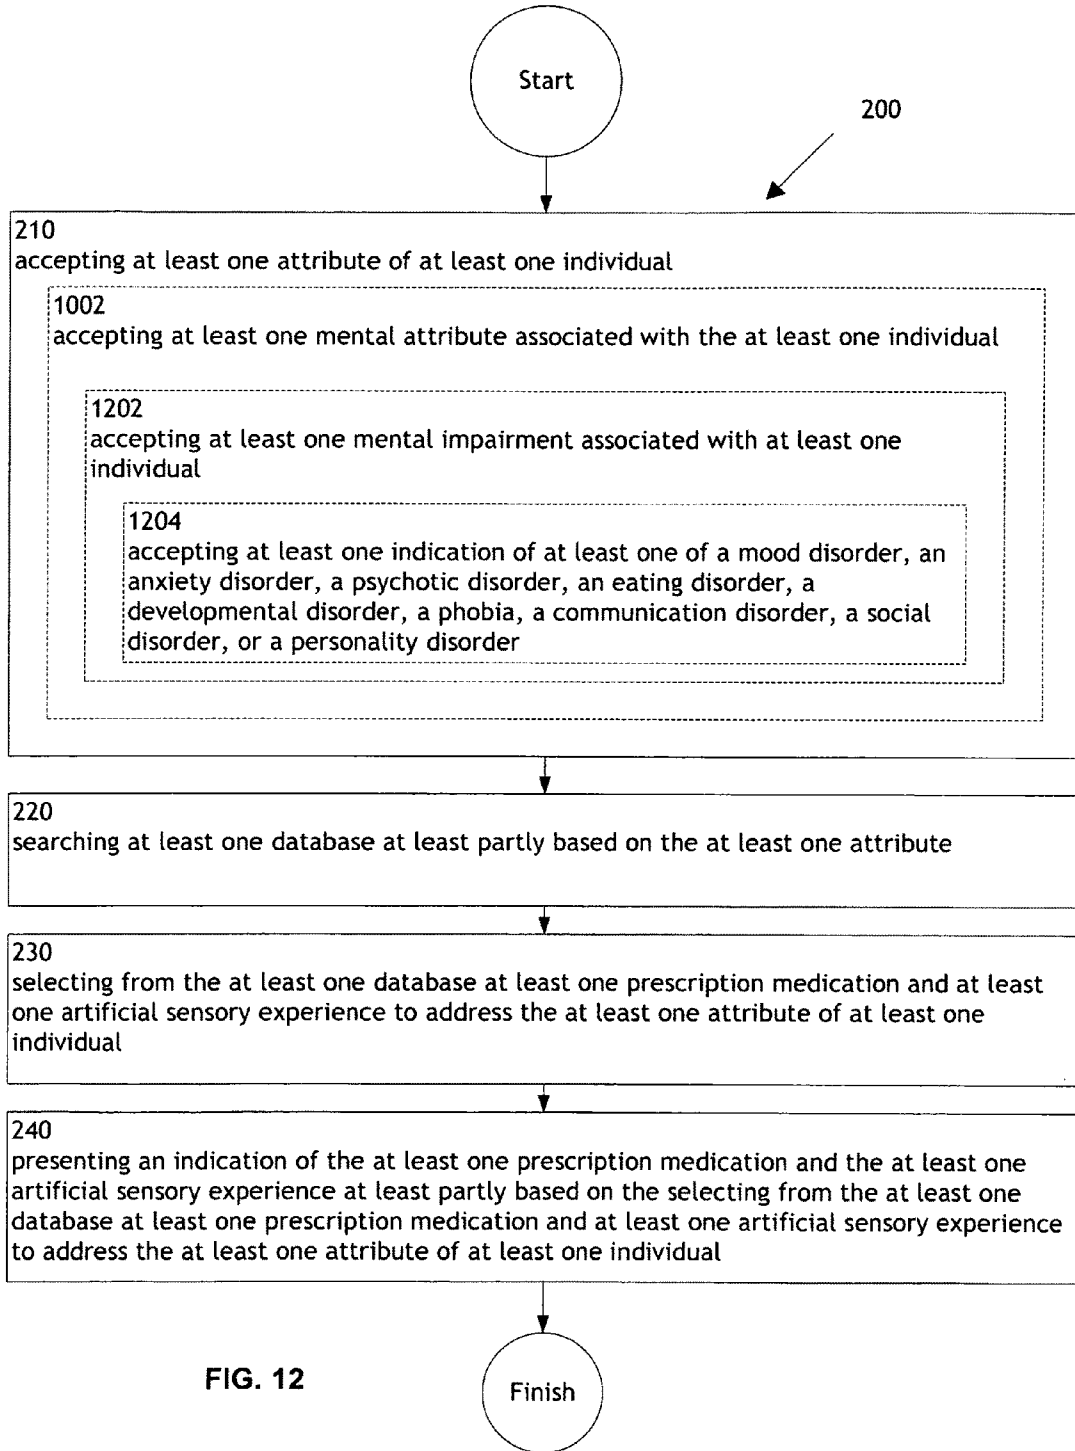 Start
200
210
accepting at least one attribute of at least one individual
1002
accepting at least one mental attribute associated with the at least one individual
1202
accepting at least one mental impairment associated with at least one
individual
1204
accepting at least one indication of at least one of a mood disorder, an
anxiety disorder, a psychotic disorder, an eating disorder, a
developmental disorder, a phobia, a communication disorder, a social
disorder, or a personality disorder
220
searching at least one database at least partly based on the at least one attribute
230
selecting from the at least one database at least one prescription medication and at least
one artificial sensory experience to address the at least one attribute of at least one
individual
240
presenting an indication of the at least one prescription medication and the at least one
artificial sensory experience at least partly based on the selecting from the at least one
database at least one prescription medication and at least one artificial sensory experience
to address the at least one attribute of at least one individual
FIG. 12
Finish